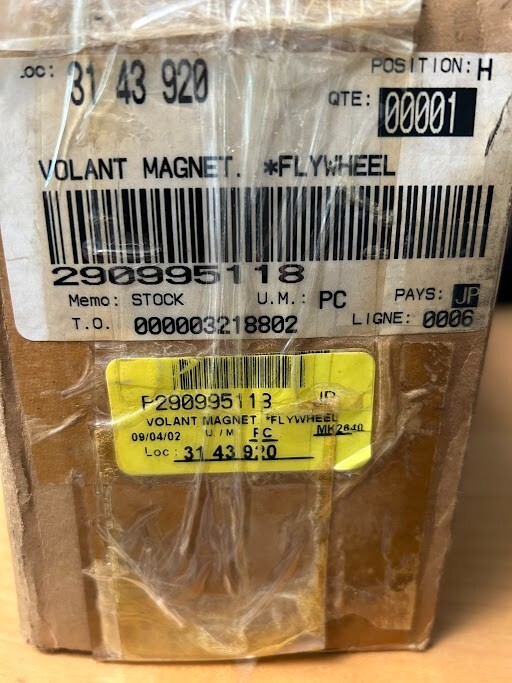 LOC: 31 43 920
POSITION: H
QTE: 00001
VOLANT MAGNET. *FLYWHEEL
290995118
Memo: STOCK U.M.: PC PAYS: JP
T.O. 000003218802 LIGNE: 0006
P290995118 JP
VOLANT MAGNET. *FLYWHEEL
09/04/02 U./M PC MK2640
Loc: 31 43 920